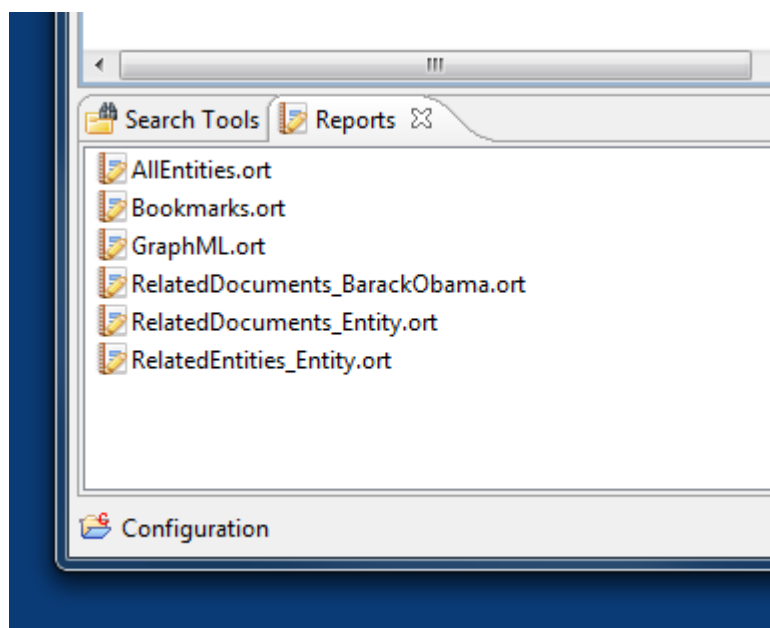 Search Tools Reports
AllEntities.ort
Bookmarks.ort
GraphML.ort
RelatedDocuments_BarackObama.ort
RelatedDocuments_Entity.ort
RelatedEntities_Entity.ort
Configuration